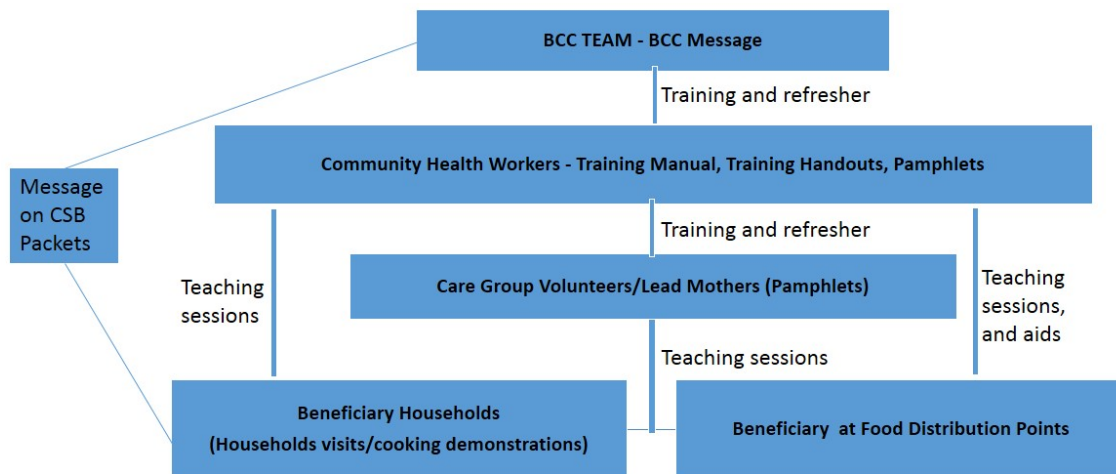 BCC TEAM - BCC Message
Training and refresher
Community Health Workers - Training Manual, Training Handouts, Pamphlets
Message
on CSB
Packets
Training and refresher
Teaching
sessions
Care Group Volunteers/Lead Mothers (Pamphlets)
Teaching
sessions,
and aids
Teaching sessions
Beneficiary Households
(Households visits/cooking demonstrations)
Beneficiary at Food Distribution Points